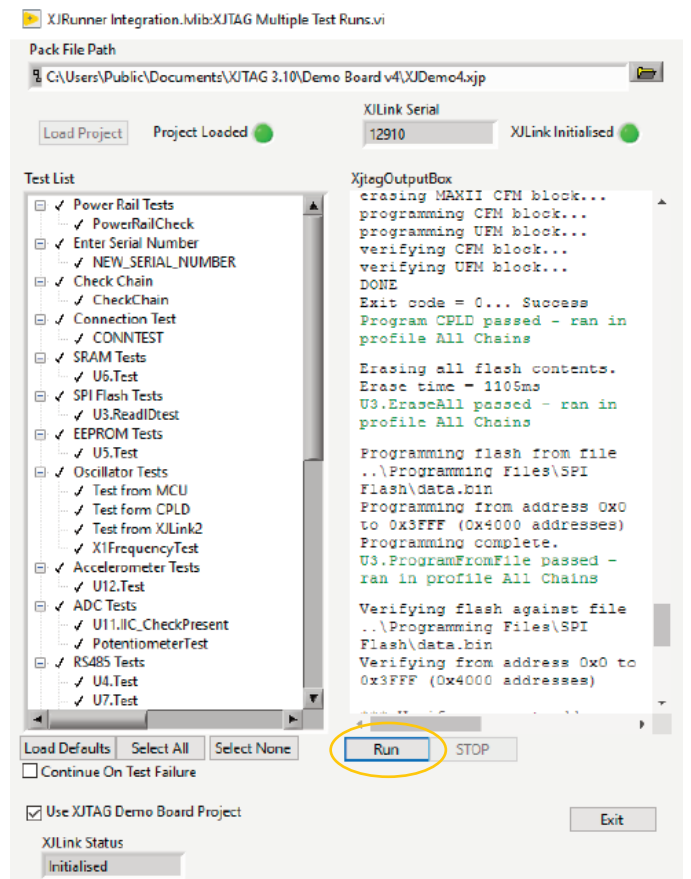 XJRunner Integration.lvlib:XJTAG Multiple Test Runs.vi
Pack File Path
C:\Users\Public\Documents\XJTAG 3.10\Demo Board v4\XJDemo4.xjp
XJLink Serial
Load Project
Project Loaded
12910
XJLink Initialised
Test List
Power Rail Tests
PowerRailCheck
Enter Serial Number
NEW_SERIAL_NUMBER
Check Chain
CheckChain
Connection Test
CONNTEST
SRAM Tests
U6.Test
SPI Flash Tests
U3.ReadIDtest
EEPROM Tests
U5.Test
Oscillator Tests
Test from MCU
Test form CPLD
Test from XJLink2
X1FrequencyTest
Accelerometer Tests
U12.Test
ADC Tests
U11.IIC_CheckPresent
PotentiometerTest
RS485 Tests
U4.Test
U7.Test
XjtagOutputBox
erasing MAXII CFM block...
programming CFM block...
programming UFM block...
verifying CFM block...
verifying UFM block...
DONE
Exit code = 0... Success
Program CPLD passed - ran in
profile All Chains
Erasing all flash contents.
Erase time = 1105ms
U3.EraseAll passed - ran in
profile All Chains
Programming flash from file
..\Programming Files\SPI
Flash\data.bin
Programming from address 0x0
to 0x3FFF (0x4000 addresses)
Programming complete.
U3.ProgramFromFile passed -
ran in profile All Chains
Verifying flash against file
..\Programming Files\SPI
Flash\data.bin
Verifying from address 0x0 to
0x3FFF (0x4000 addresses)
Load Defaults
Select All
Select None
Run
STOP
Continue On Test Failure
Use XJTAG Demo Board Project
Exit
XJLink Status
Initialised